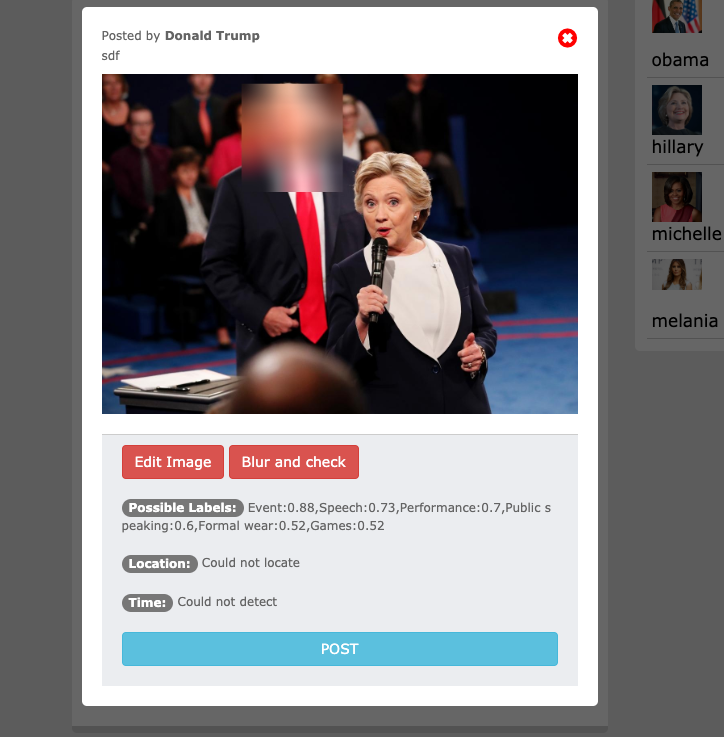 Posted by Donald Trump
sdf
Edit Image
Blur and check
Possible Labels: Event:0.88,Speech:0.73,Performance:0.7,Public s
peaking:0.6,Formal wear:0.52,Games:0.52
Location: Could not locate
Time: Could not detect
POST
obama
hillary
michelle
melania